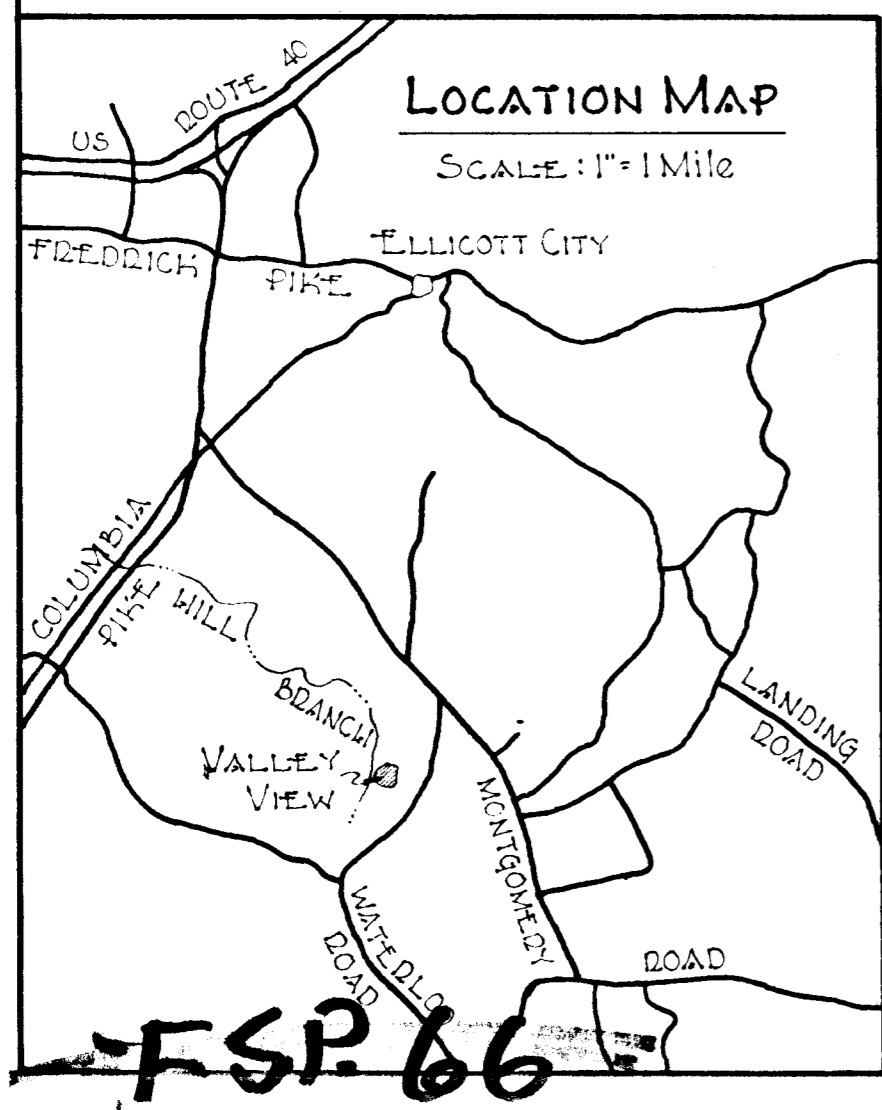 LOCATION MAP
SCALE : 1" = 1 Mile
US ROUTE 40
FREDRICK PIKE
ELLICOTT CITY
COLUMBIA PIKE
HILL BRANCH
VALLEY
VIEW
LANDING
ROAD
MONTGOMERY ROAD
WATERLOO
ROAD
FSP. 66